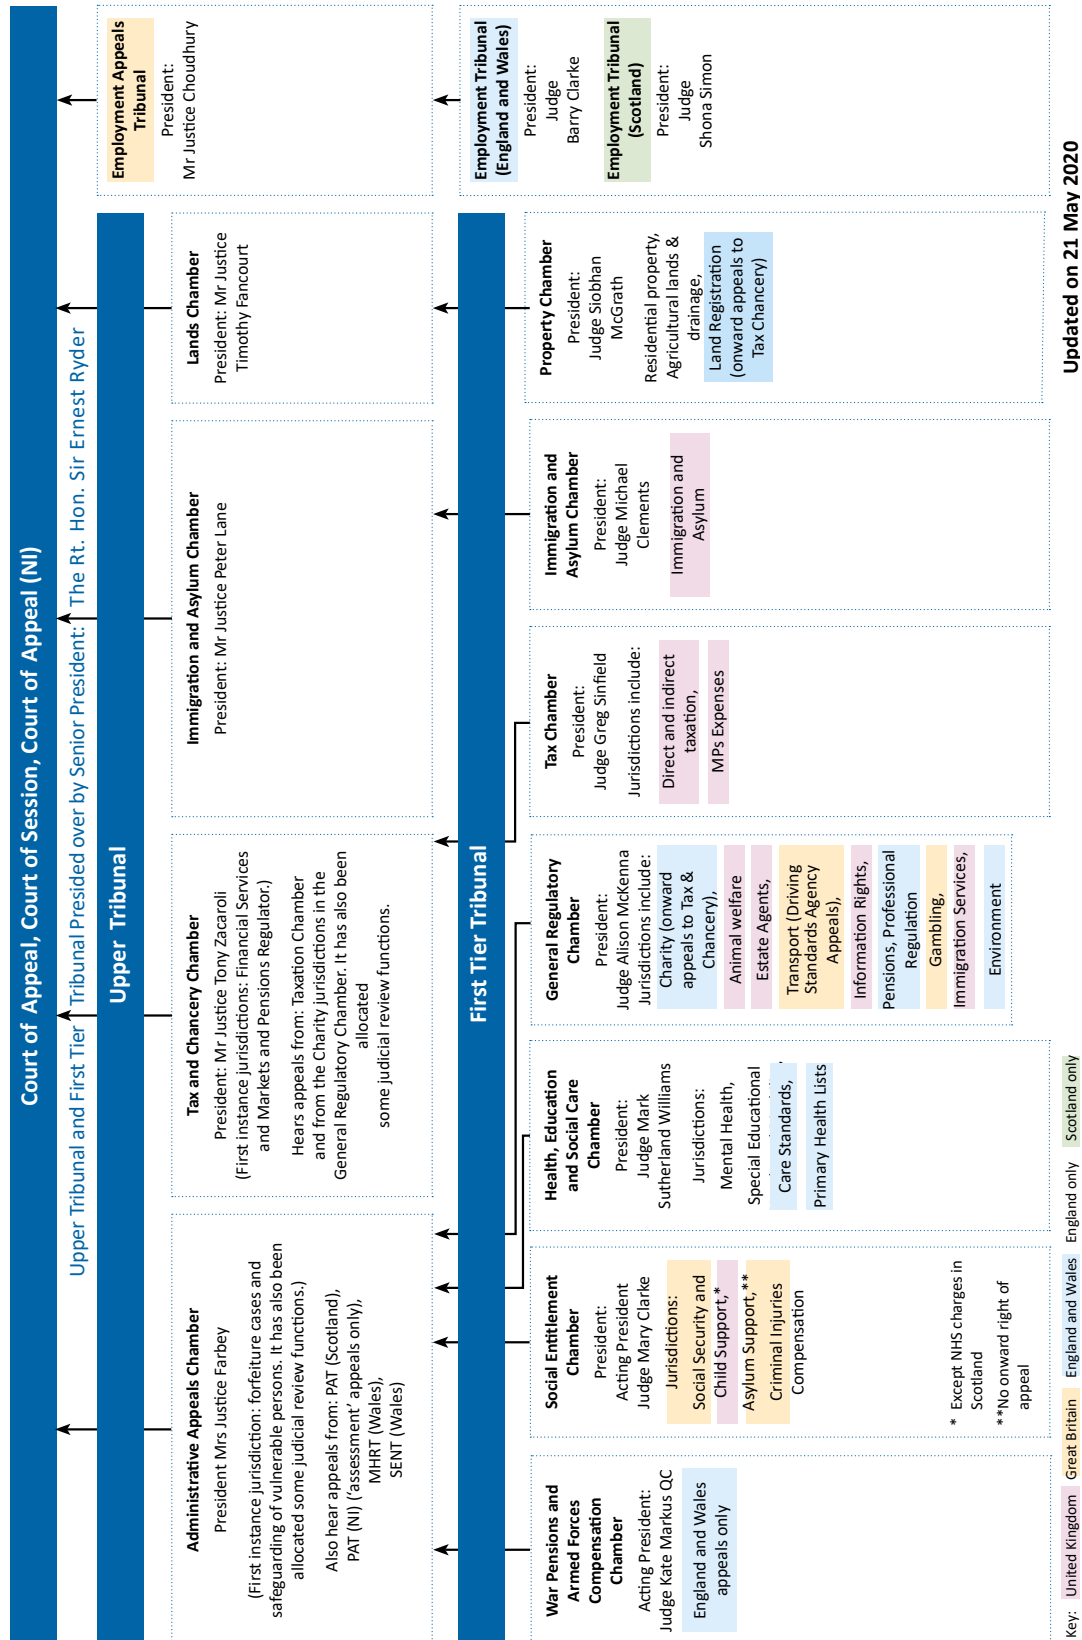 Court of Appeal, Court of Session, Court of Appeal (NI)
Upper Tribunal and First Tier Tribunal Presided over by Senior President: The Rt. Hon. Sir Ernest Ryder
Upper Tribunal
Administrative Appeals Chamber
President Mrs Justice Farbey
(First instance jurisdiction: forfeiture cases and
safeguarding of vulnerable persons. It has also been
allocated some judicial review functions.)
Also hear appeals from: PAT (Scotland),
PAT (NI) ('assessment' appeals only),
MHRT (Wales),
SENT (Wales)
Tax and Chancery Chamber
President: Mr Justice Tony Zacaroli
(First instance jurisdictions: Financial Services
and Markets and Pensions Regulator.)
Hears appeals from: Taxation Chamber
and from the Charity jurisdictions in the
General Regulatory Chamber. It has also been
allocated
some judicial review functions.
Immigration and Asylum Chamber
President: Mr Justice Peter Lane
Lands Chamber
President: Mr Justice
Timothy Fancourt
Employment Appeals
Tribunal
President:
Mr Justice Choudhury
First Tier Tribunal
War Pensions and
Armed Forces
Compensation
Chamber
Acting President:
Judge Kate Markus QC
England and Wales
appeals only
Social Entitlement
Chamber
President:
Acting President
Judge Mary Clarke
Jurisdictions:
Social Security and
Child Support,*
Asylum Support,**
Criminal Injuries
Compensation
* Except NHS charges in
Scotland
**No onward right of
appeal
Health, Education
and Social Care
Chamber
President:
Judge Mark
Sutherland Williams
Jurisdictions:
Mental Health,
Special Educational
Care Standards,
Primary Health Lists
General Regulatory
Chamber
President:
Judge Alison McKenna
Jurisdictions include:
Charity (onward
appeals to Tax &
Chancery),
Animal welfare
Estate Agents,
Transport (Driving
Standards Agency
Appeals),
Information Rights,
Pensions, Professional
Regulation
Gambling,
Immigration Services,
Environment
Tax Chamber
President:
Judge Greg Sinfield
Jurisdictions include:
Direct and indirect
taxation,
MPs Expenses
Immigration and
Asylum Chamber
President:
Judge Michael
Clements
Immigration and
Asylum
Property Chamber
President:
Judge Siobhan
McGrath
Residential property,
Agricultural lands &
drainage,
Land Registration
(onward appeals to
Tax Chancery)
Employment Tribunal
(England and Wales)
President:
Judge
Barry Clarke
Employment Tribunal
(Scotland)
President:
Judge
Shona Simon
Key: United Kingdom Great Britain England and Wales England only Scotland only
Updated on 21 May 2020